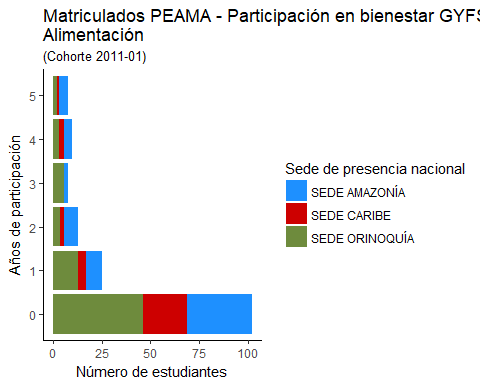 Matriculados PEAMA - Participación en bienestar GYFS
Alimentación
(Cohorte 2011-01)
Años de participación
5
4
3
2
1
0
0
25
50
75
100
Número de estudiantes
Sede de presencia nacional
SEDE AMAZONÍA
SEDE CARIBE
SEDE ORINOQUÍA